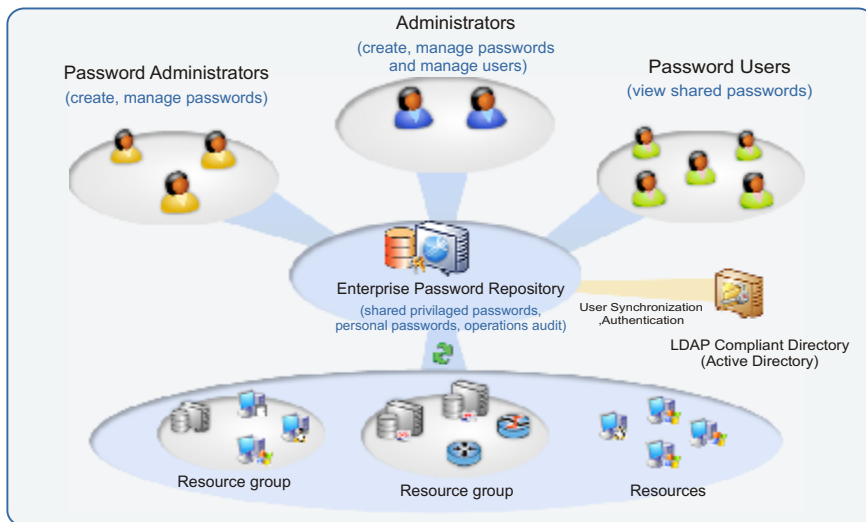 Administrators
(create, manage passwords
and manage users)
Password Administrators
(create, manage passwords)
Password Users
(view shared passwords)
Enterprise Password Repository
(shared privilaged passwords,
personal passwords, operations audit)
User Synchronization
,Authentication
LDAP Compliant Directory
(Active Directory)
Resource group
Resource group
Resources